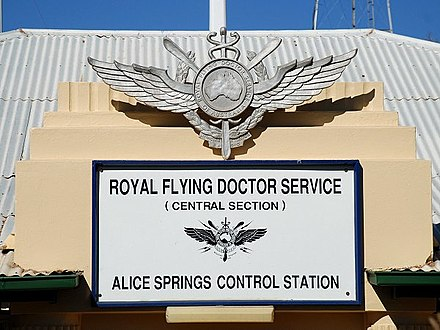 ROYAL FLYING DOCTOR SERVICE
( CENTRAL SECTION )
ALICE SPRINGS CONTROL STATION